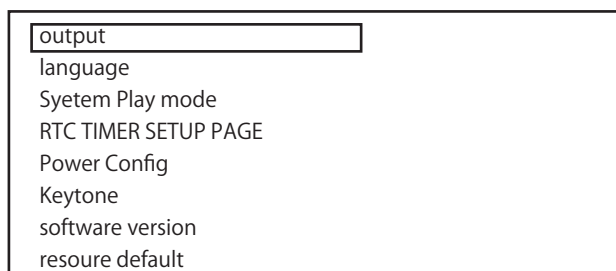 output
language
Syetem Play mode
RTC TIMER SETUP PAGE
Power Config
Keytone
software version
resoure default